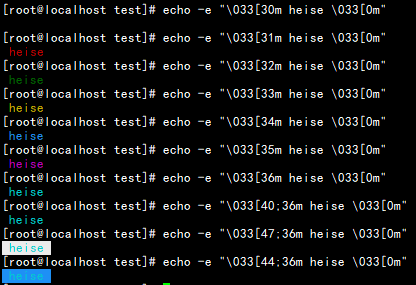 [root@localhost test]# echo -e "\033[30m heise \033[0m"
[root@localhost test]# echo -e "\033[31m heise \033[0m"
heise
[root@localhost test]# echo -e "\033[32m heise \033[0m"
heise
[root@localhost test]# echo -e "\033[33m heise \033[0m"
heise
[root@localhost test]# echo -e "\033[34m heise \033[0m"
heise
[root@localhost test]# echo -e "\033[35m heise \033[0m"
heise
[root@localhost test]# echo -e "\033[36m heise \033[0m"
heise
[root@localhost test]# echo -e "\033[40;36m heise \033[0m"
heise
[root@localhost test]# echo -e "\033[47;36m heise \033[0m"
heise
[root@localhost test]# echo -e "\033[44;36m heise \033[0m"
heise